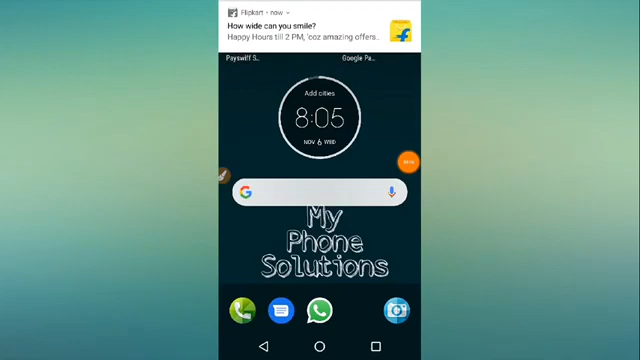 Flipkart • now
How wide can you smile?
Happy Hours till 2 PM, 'coz amazing offers..
Payswiff S..
Google Pa...
Add cities
8:05
NOV 6 WED
My
Phone
Solutions